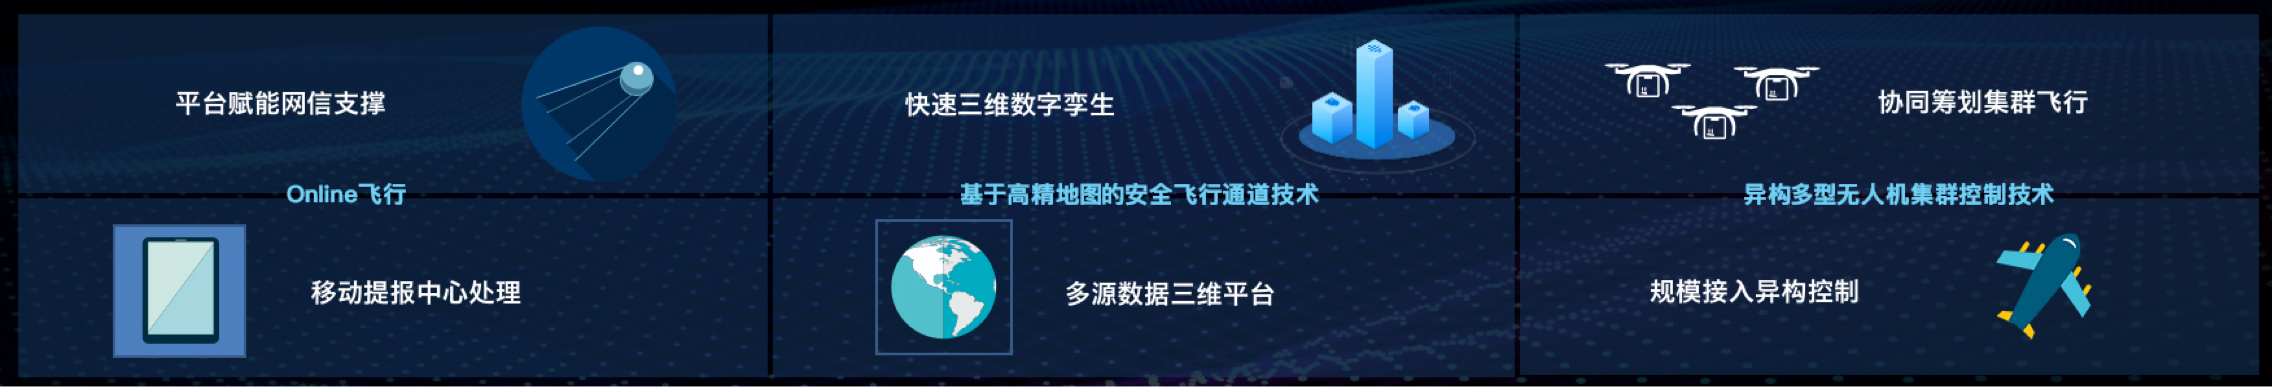 平台赋能网信支撑
快速三维数字孪生
协同筹划集群飞行
Online飞行
基于高精地图的安全飞行通道技术
异构多型无人机集群控制技术
移动提报中心处理
多源数据三维平台
规模接入异构控制